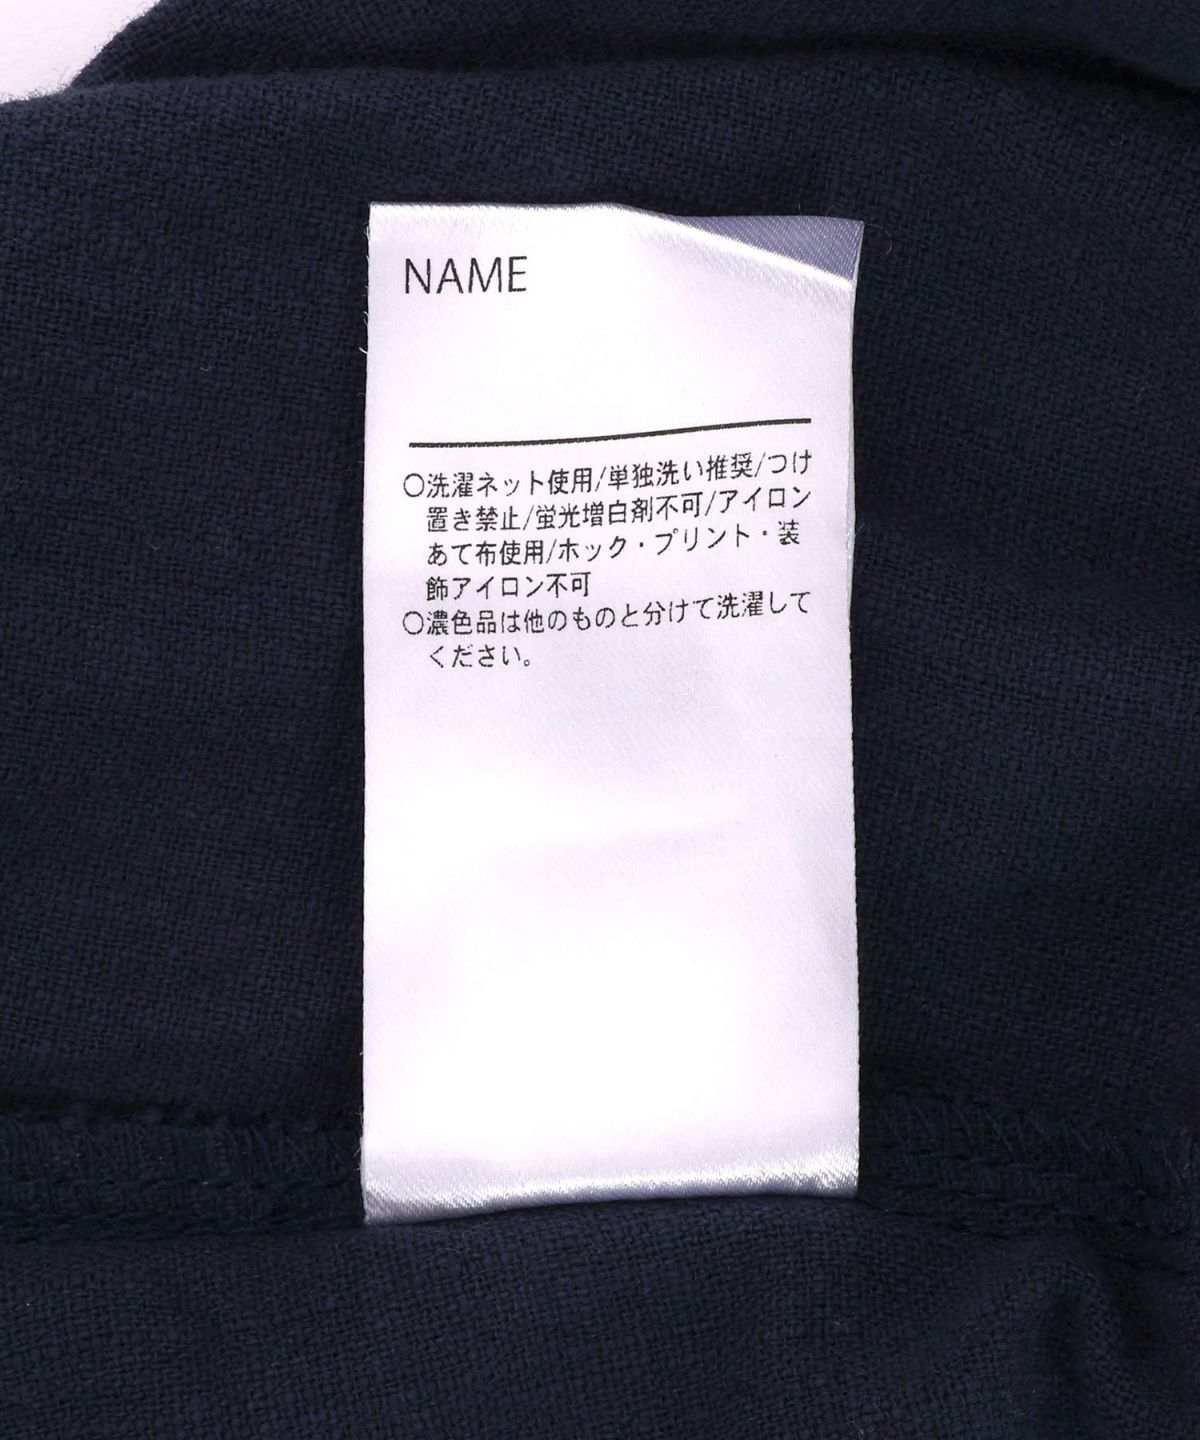 NAME
○洗濯ネット使用/単独洗い推奨/つけ
置き禁止/蛍光増白剤不可/アイロン
あて布使用/ホック・プリント・装
飾アイロン不可
○濃色品は他のものと分けて洗濯して
ください。